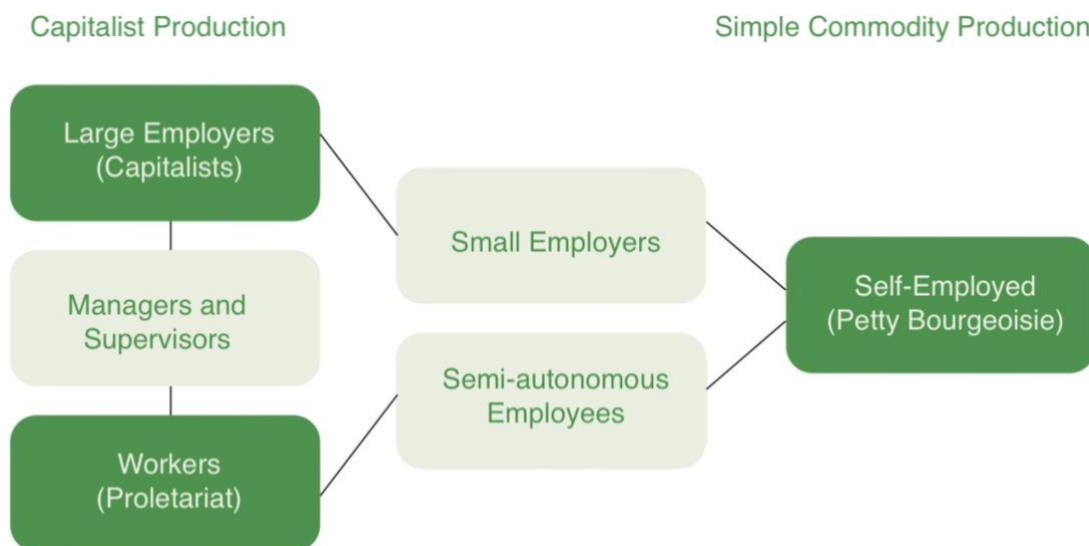 Capitalist Production
Simple Commodity Production
Large Employers
(Capitalists)
Small Employers
Managers and
Supervisors
Self-Employed
(Petty Bourgeoisie)
Semi-autonomous
Employees
Workers
(Proletariat)